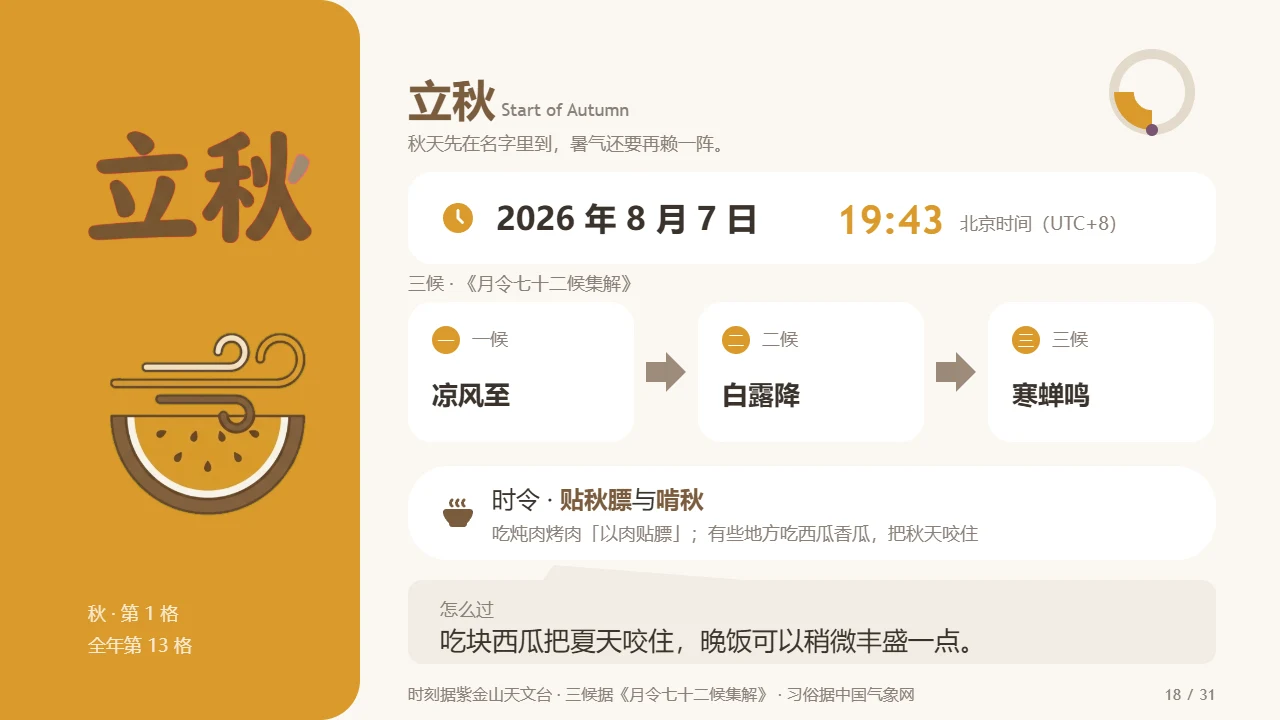 立秋
秋 · 第 1 格
全年第 13 格
立秋 Start of Autumn
秋天先在名字里到，暑气还要再赖一阵。
2026 年 8 月 7 日 19:43 北京时间（UTC+8）
三候 · 《月令七十二候集解》
一 一候
凉风至
二 二候
白露降
三 三候
寒蝉鸣
时令 · 贴秋膘与啃秋
吃炖肉烤肉「以肉贴膘」；有些地方吃西瓜香瓜，把秋天咬住
怎么过
吃块西瓜把夏天咬住，晚饭可以稍微丰盛一点。
时刻据紫金山天文台 · 三候据《月令七十二候集解》 · 习俗据中国气象网
18 / 31